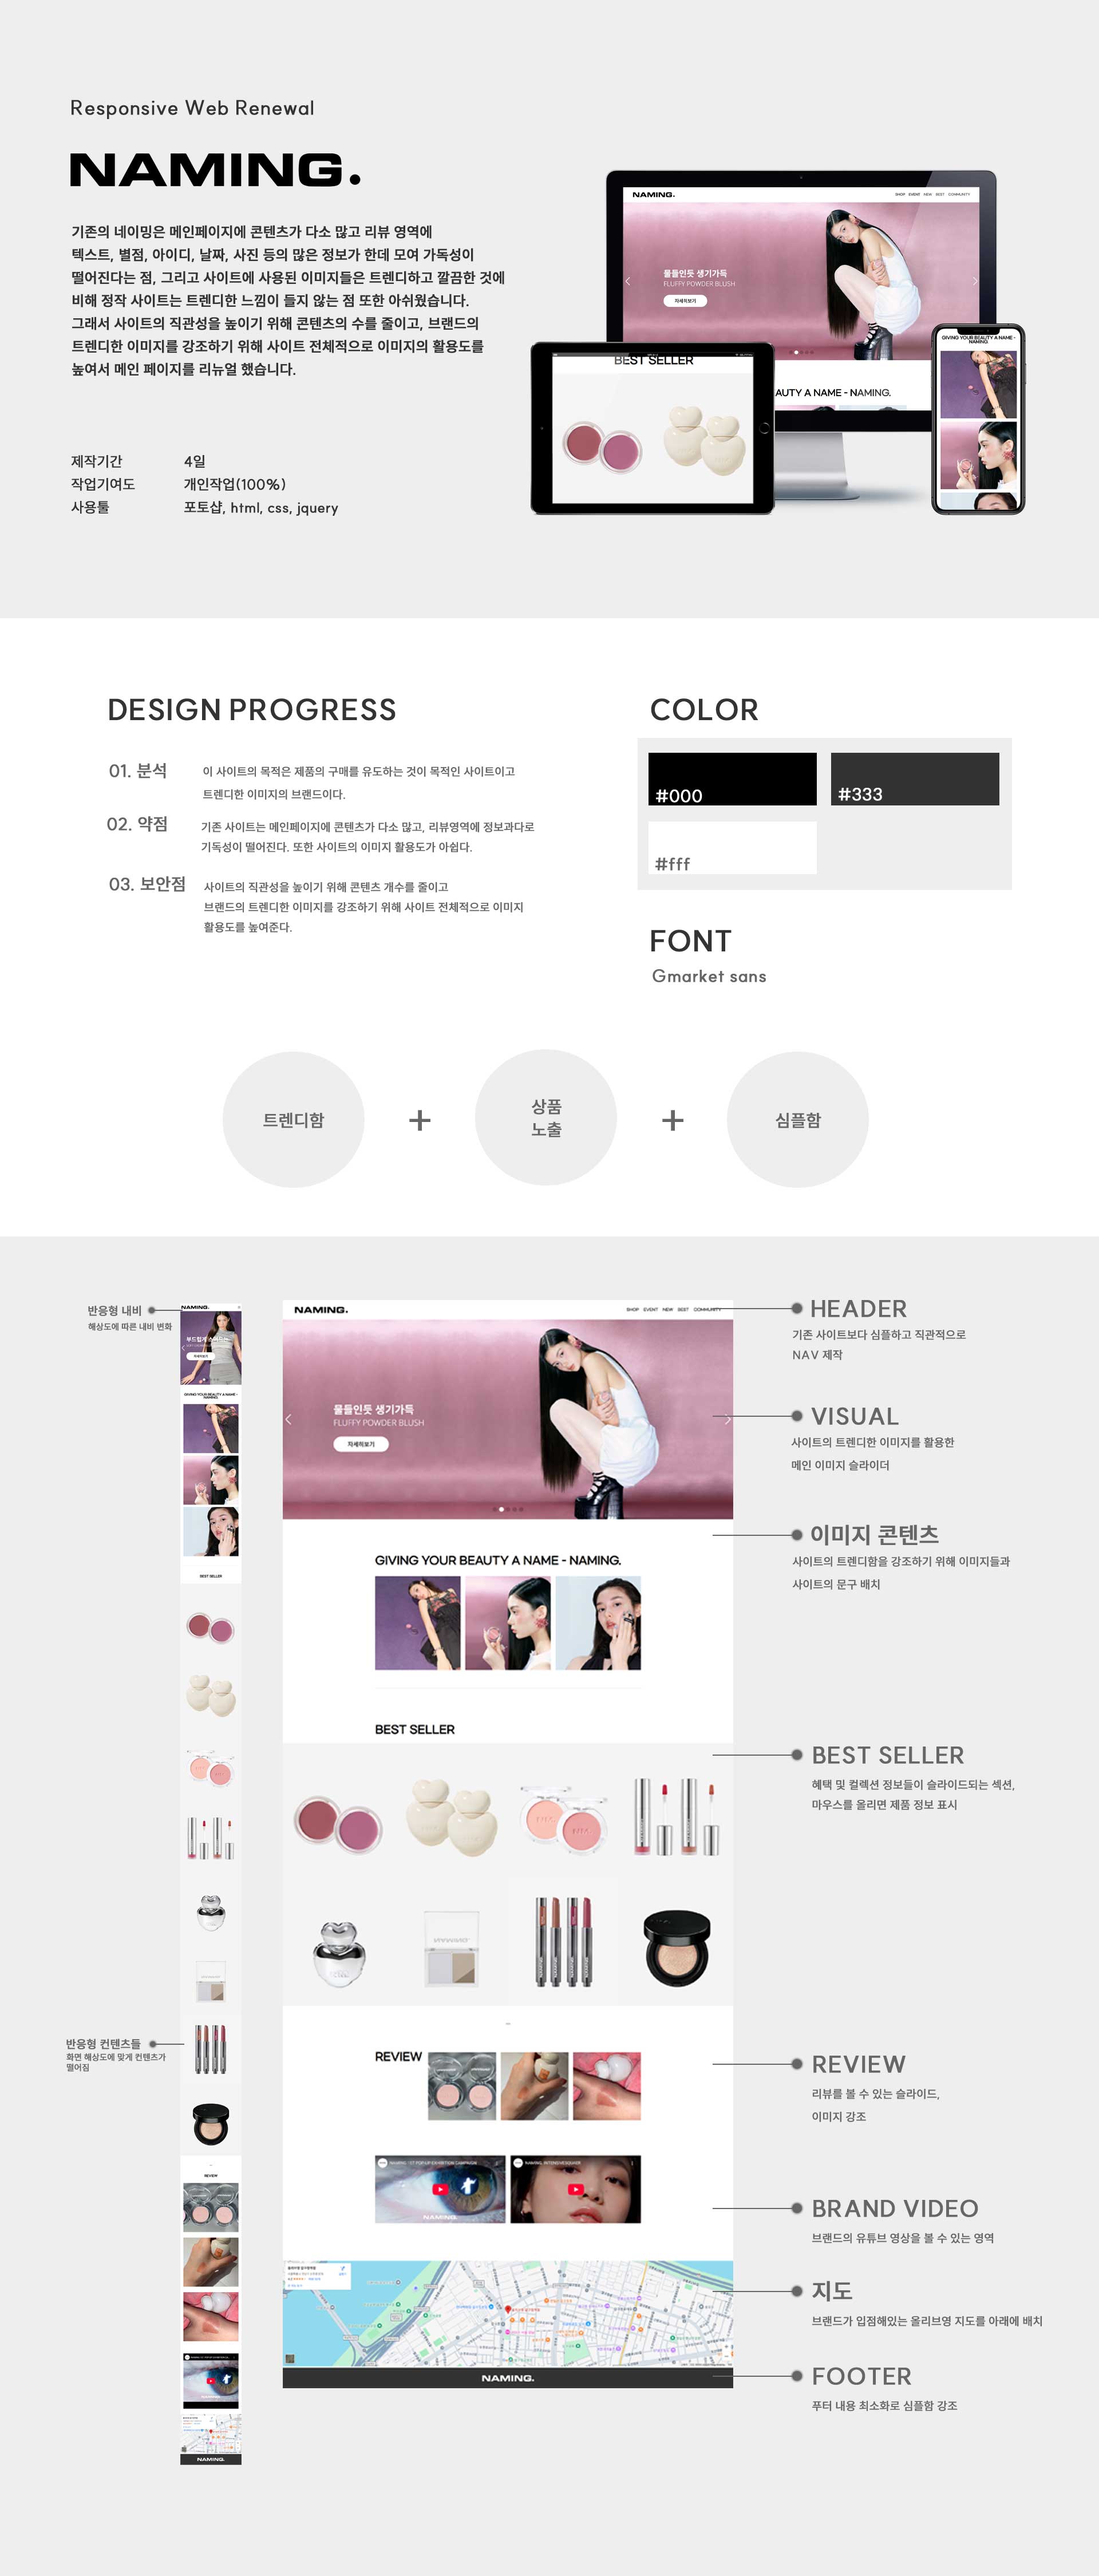 Responsive Web Renewal
NAMING.
기존의 네이밍은 메인페이지에 콘텐츠가 다소 많고 리뷰 영역에
텍스트, 별점, 아이디, 날짜, 사진 등의 많은 정보가 한데 모여 가독성이
떨어진다는 점, 그리고 사이트에 사용된 이미지들은 트렌디하고 깔끔한 것에
비해 정작 사이트는 트렌디한 느낌이 들지 않는 점 또한 아쉬웠습니다.
그래서 사이트의 직관성을 높이기 위해 콘텐츠의 수를 줄이고, 브랜드의
트렌디한 이미지를 강조하기 위해 사이트 전체적으로 이미지의 활용도를
높여서 메인 페이지를 리뉴얼 했습니다.
제작기간 4일
작업기여도 개인작업(100%)
사용툴 포토샵, html, css, jquery
NAMING.
SHOP EVENT NEW BEST COMMUNITY
물들인듯 생기가득
FLUFFY POWDER BLUSH
자세히보기
AUTY A NAME - NAMING.
BEST SELLER
GIVING YOUR BEAUTY A NAME -
NAMING.
DESIGN PROGRESS
01. 분석
이 사이트의 목적은 제품의 구매를 유도하는 것이 목적인 사이트이고
트렌디한 이미지의 브랜드이다.
02. 약점
기존 사이트는 메인페이지에 콘텐츠가 다소 많고, 리뷰영역에 정보과다로
기독성이 떨어진다. 또한 사이트의 이미지 활용도가 아쉽다.
03. 보안점
사이트의 직관성을 높이기 위해 콘텐츠 개수를 줄이고
브랜드의 트렌디한 이미지를 강조하기 위해 사이트 전체적으로 이미지
활용도를 높여준다.
COLOR
#000
#333
#fff
FONT
Gmarket sans
트렌디함
+
상품
노출
+
심플함
반응형 내비
해상도에 따른 내비 변화
NAMING.
자세히보기
GIVING YOUR BEAUTY A NAME -
NAMING.
BEST SELLER
반응형 컨텐츠들
화면 해상도에 맞게 컨텐츠가
떨어짐
REVIEW
NAMING.
NAMING.
SHOP EVENT NEW BEST COMMUNITY
물들인듯 생기가득
FLUFFY POWDER BLUSH
자세히보기
GIVING YOUR BEAUTY A NAME - NAMING.
BEST SELLER
REVIEW
NAMING.
NAMING.
HEADER
기존 사이트보다 심플하고 직관적으로
NAV 제작
VISUAL
사이트의 트렌디한 이미지를 활용한
메인 이미지 슬라이더
이미지 콘텐츠
사이트의 트렌디함을 강조하기 위해 이미지들과
사이트의 문구 배치
BEST SELLER
혜택 및 컬렉션 정보들이 슬라이드되는 섹션,
마우스를 올리면 제품 정보 표시
REVIEW
리뷰를 볼 수 있는 슬라이드,
이미지 강조
BRAND VIDEO
브랜드의 유튜브 영상을 볼 수 있는 영역
지도
브랜드가 입점해있는 올리브영 지도를 아래에 배치
FOOTER
푸터 내용 최소화로 심플함 강조